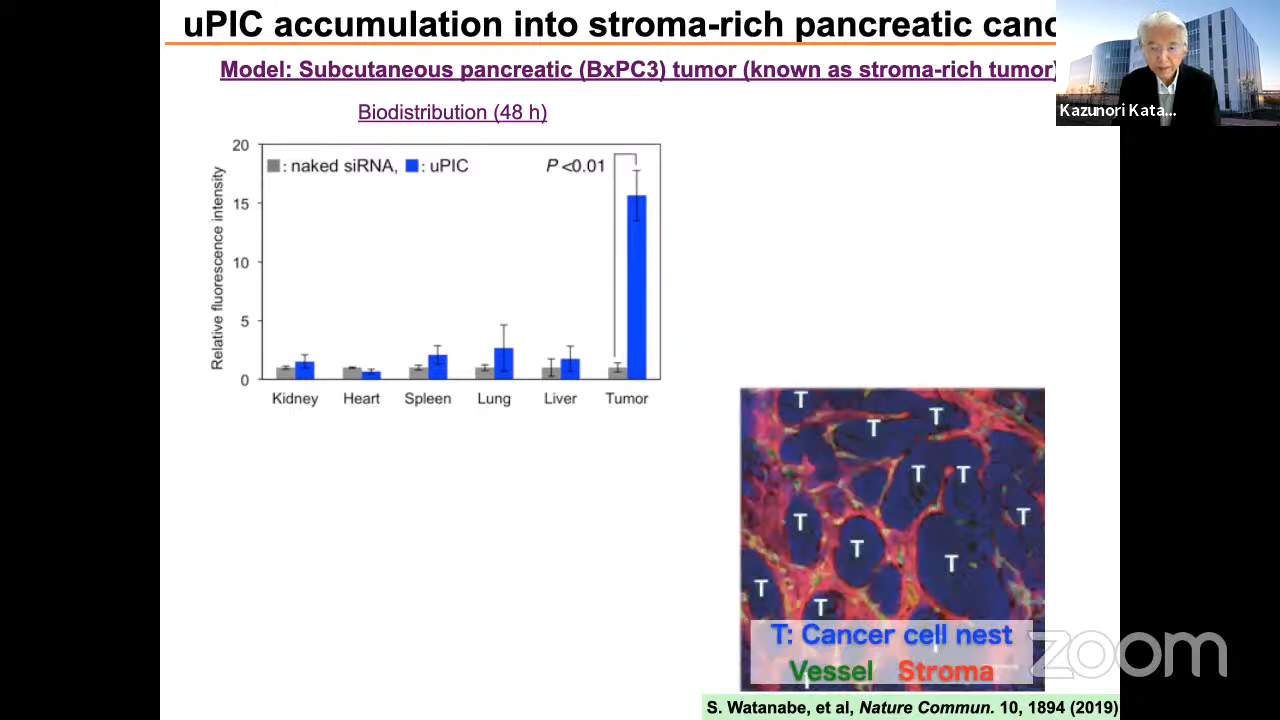 uPIC accumulation into stroma-rich pancreatic canc
Kazunori Kata...
Model: Subcutaneous pancreatic (BxPC3) tumor (known as stroma-rich tumor)
Biodistribution (48 h)
Relative fluorescence intensity
20
15
10
5
0
: naked siRNA, : uPIC
P <0.01
Kidney Heart Spleen Lung Liver Tumor
T
T
T
T
T
T
T
T
T
T
T
T: Cancer cell nest
Vessel Stroma
zoom
S. Watanabe, et al, Nature Commun. 10, 1894 (2019)